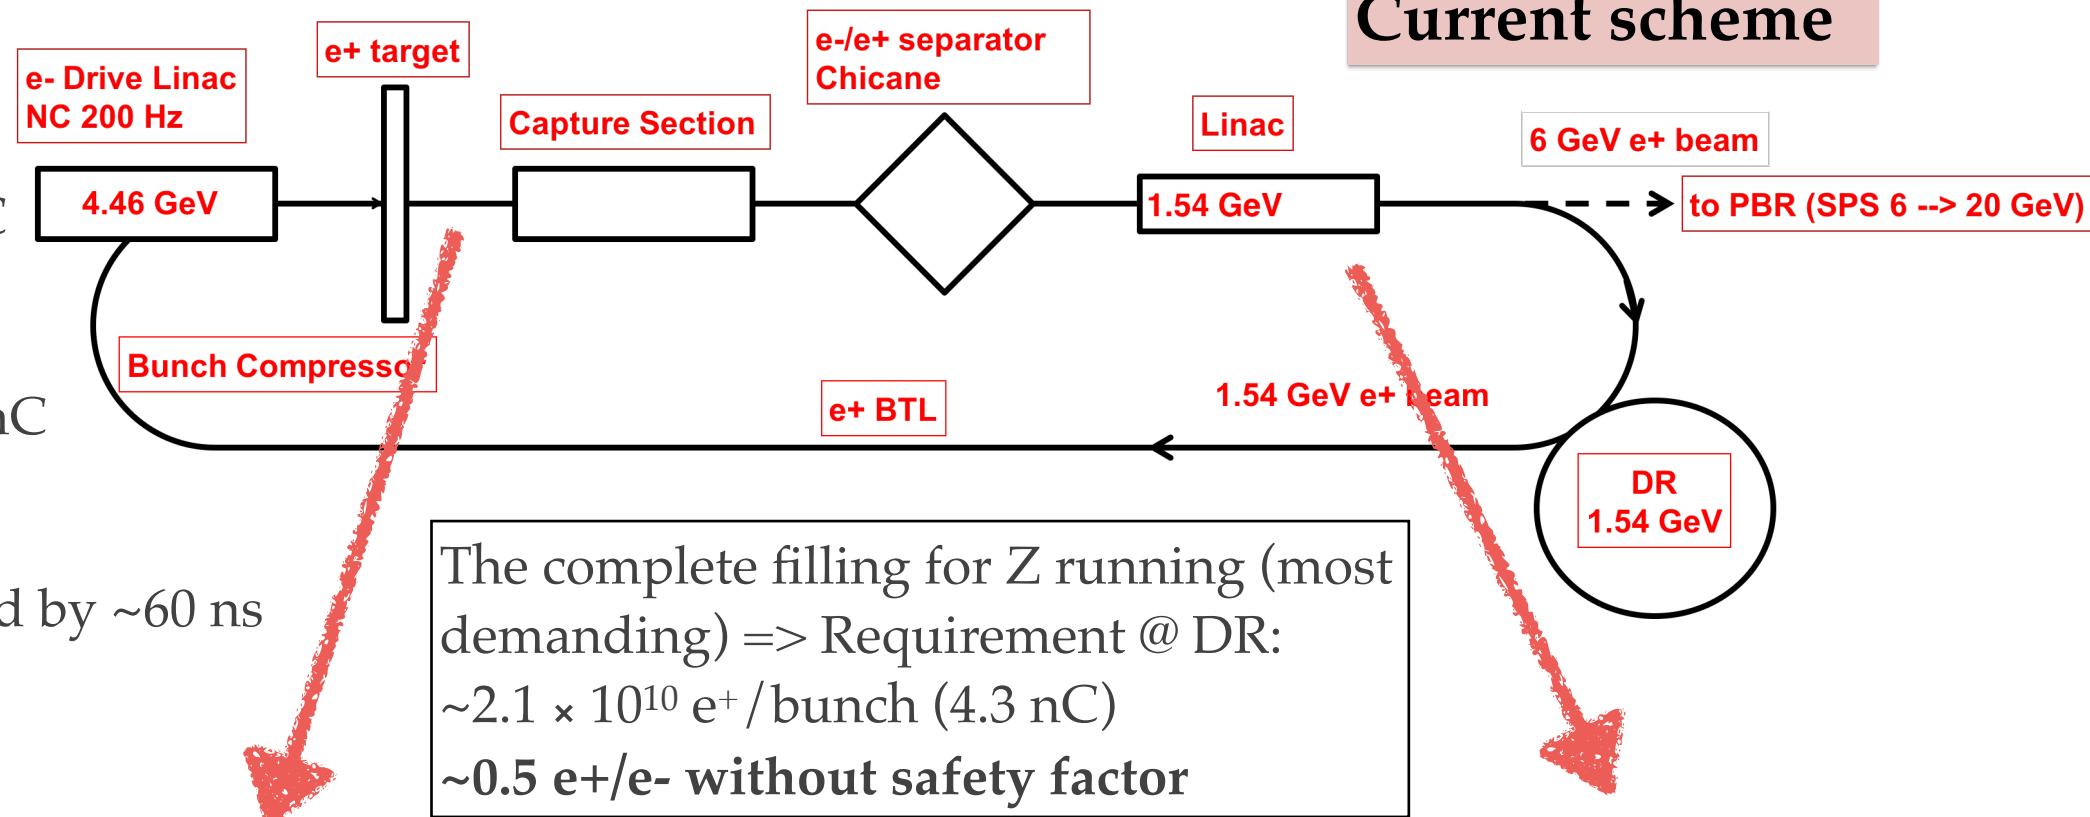 Current scheme
e- Drive Linac
NC 200 Hz
e+ target
e-/e+ separator
Chicane
Capture Section
Linac
6 GeV e+ beam
4.46 GeV
1.54 GeV
to PBR (SPS 6 --> 20 GeV)
Bunch Compressor
e+ BTL
1.54 GeV e+ beam
nC
DR
1.54 GeV
d by ~60 ns
The complete filling for Z running (most
demanding) => Requirement @ DR:
~2.1 × 10¹⁰ e⁺/bunch (4.3 nC)
~0.5 e+/e- without safety factor